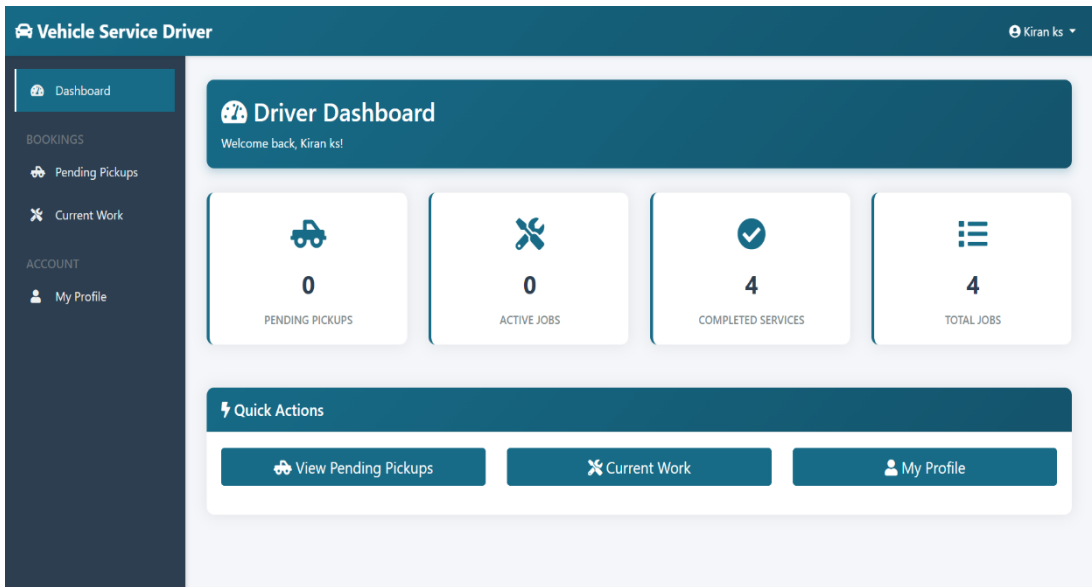 Vehicle Service Driver
Kiran ks
Dashboard
BOOKINGS
Pending Pickups
Current Work
ACCOUNT
My Profile
Driver Dashboard
Welcome back, Kiran ks!
0
PENDING PICKUPS
0
ACTIVE JOBS
4
COMPLETED SERVICES
4
TOTAL JOBS
Quick Actions
View Pending Pickups
Current Work
My Profile